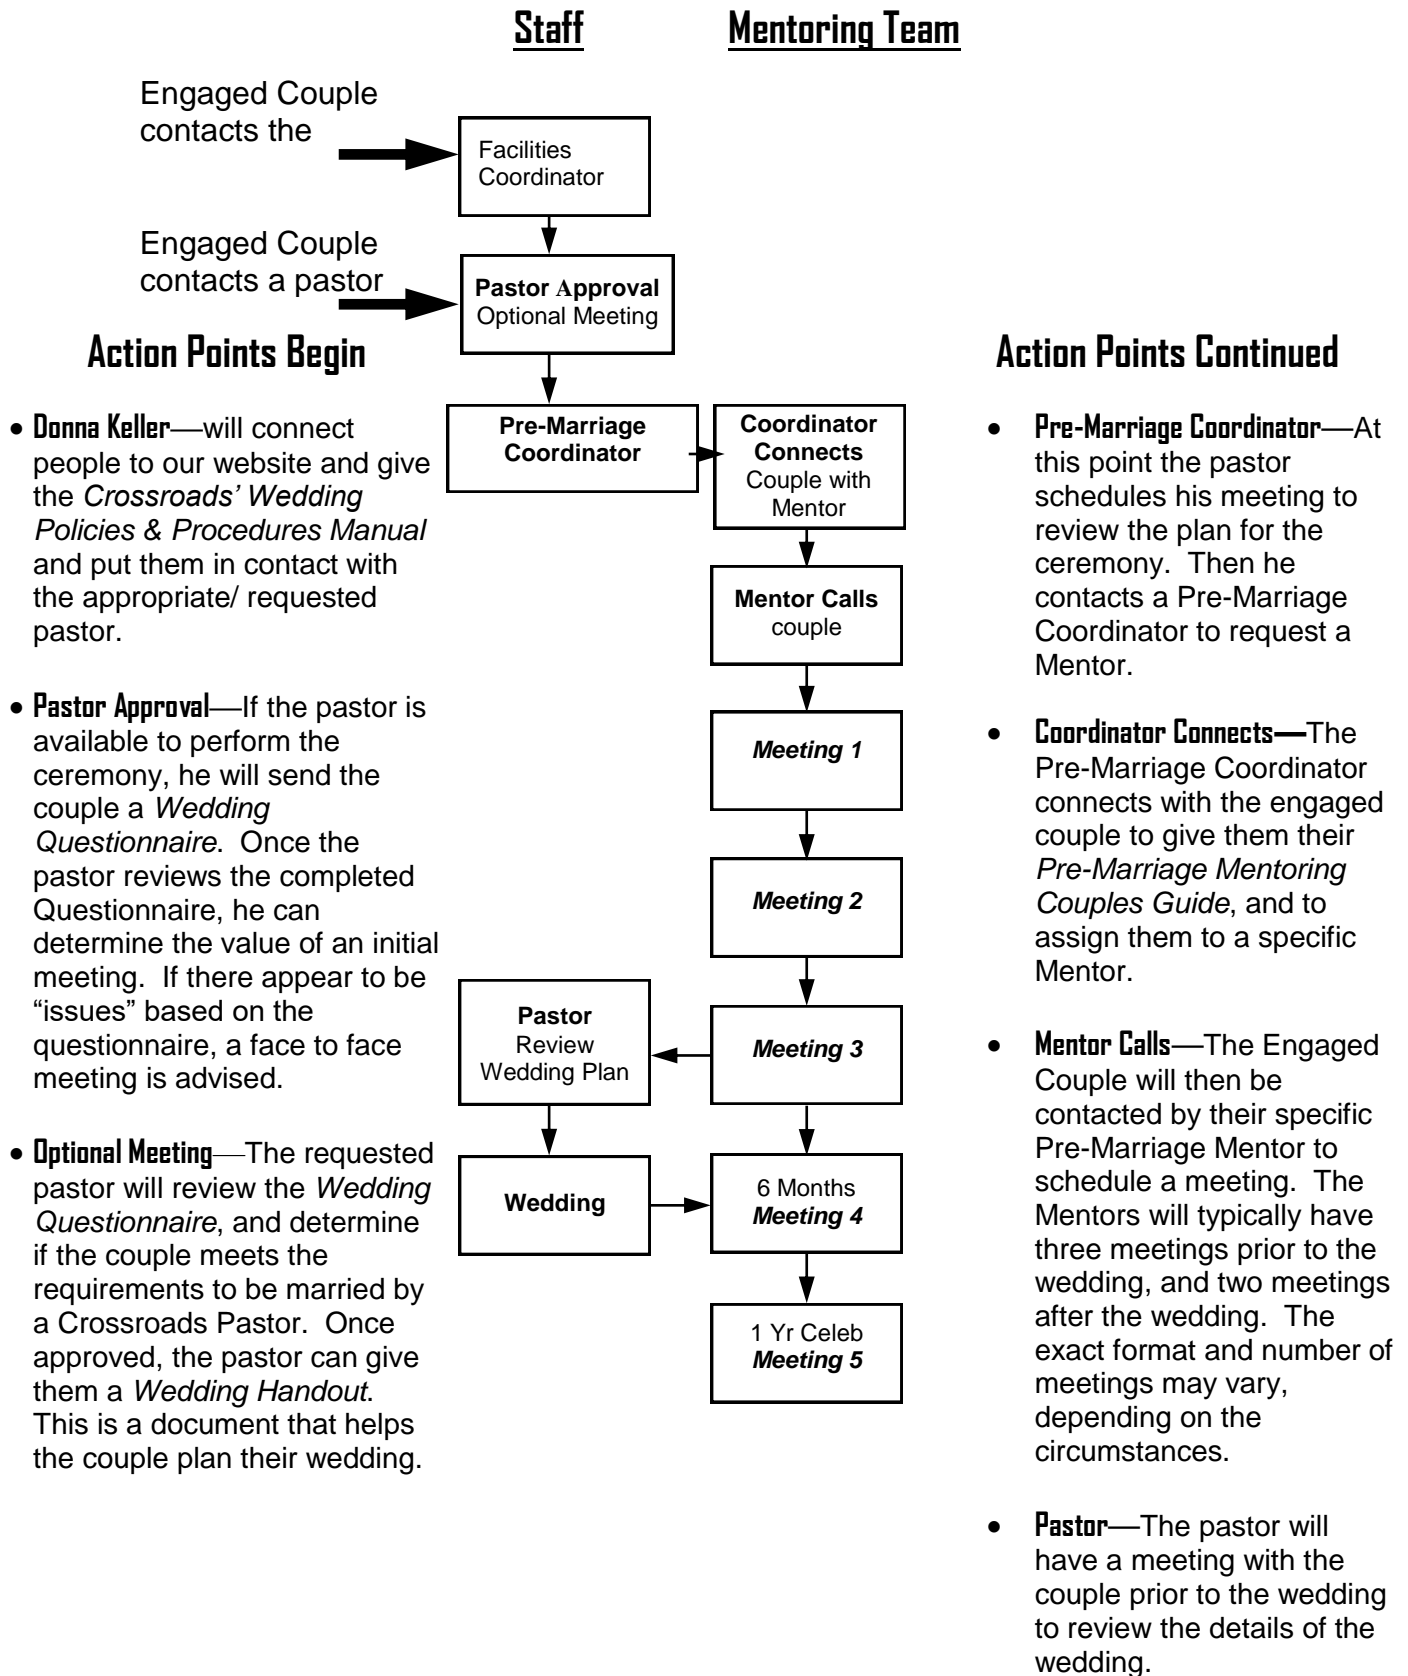 Staff
Mentoring Team
Engaged Couple
contacts the
Facilities
Coordinator
Engaged Couple
contacts a pastor
Pastor Approval
Optional Meeting
Pre-Marriage
Coordinator
Coordinator
Connects
Couple with
Mentor
Mentor Calls
couple
Meeting 1
Meeting 2
Meeting 3
Pastor
Review
Wedding Plan
Wedding
6 Months
Meeting 4
1 Yr Celeb
Meeting 5
Action Points Begin
• Donna Keller—will connect
people to our website and give
the Crossroads’ Wedding
Policies & Procedures Manual
and put them in contact with
the appropriate/ requested
pastor.
• Pastor Approval—If the pastor is
available to perform the
ceremony, he will send the
couple a Wedding
Questionnaire. Once the
pastor reviews the completed
Questionnaire, he can
determine the value of an initial
meeting. If there appear to be
“issues” based on the
questionnaire, a face to face
meeting is advised.
• Optional Meeting—The requested
pastor will review the Wedding
Questionnaire, and determine
if the couple meets the
requirements to be married by
a Crossroads Pastor. Once
approved, the pastor can give
them a Wedding Handout.
This is a document that helps
the couple plan their wedding.
Action Points Continued
• Pre-Marriage Coordinator—At
this point the pastor
schedules his meeting to
review the plan for the
ceremony. Then he
contacts a Pre-Marriage
Coordinator to request a
Mentor.
• Coordinator Connects—The
Pre-Marriage Coordinator
connects with the engaged
couple to give them their
Pre-Marriage Mentoring
Couples Guide, and to
assign them to a specific
Mentor.
• Mentor Calls—The Engaged
Couple will then be
contacted by their specific
Pre-Marriage Mentor to
schedule a meeting. The
Mentors will typically have
three meetings prior to the
wedding, and two meetings
after the wedding. The
exact format and number of
meetings may vary,
depending on the
circumstances.
• Pastor—The pastor will
have a meeting with the
couple prior to the wedding
to review the details of the
wedding.